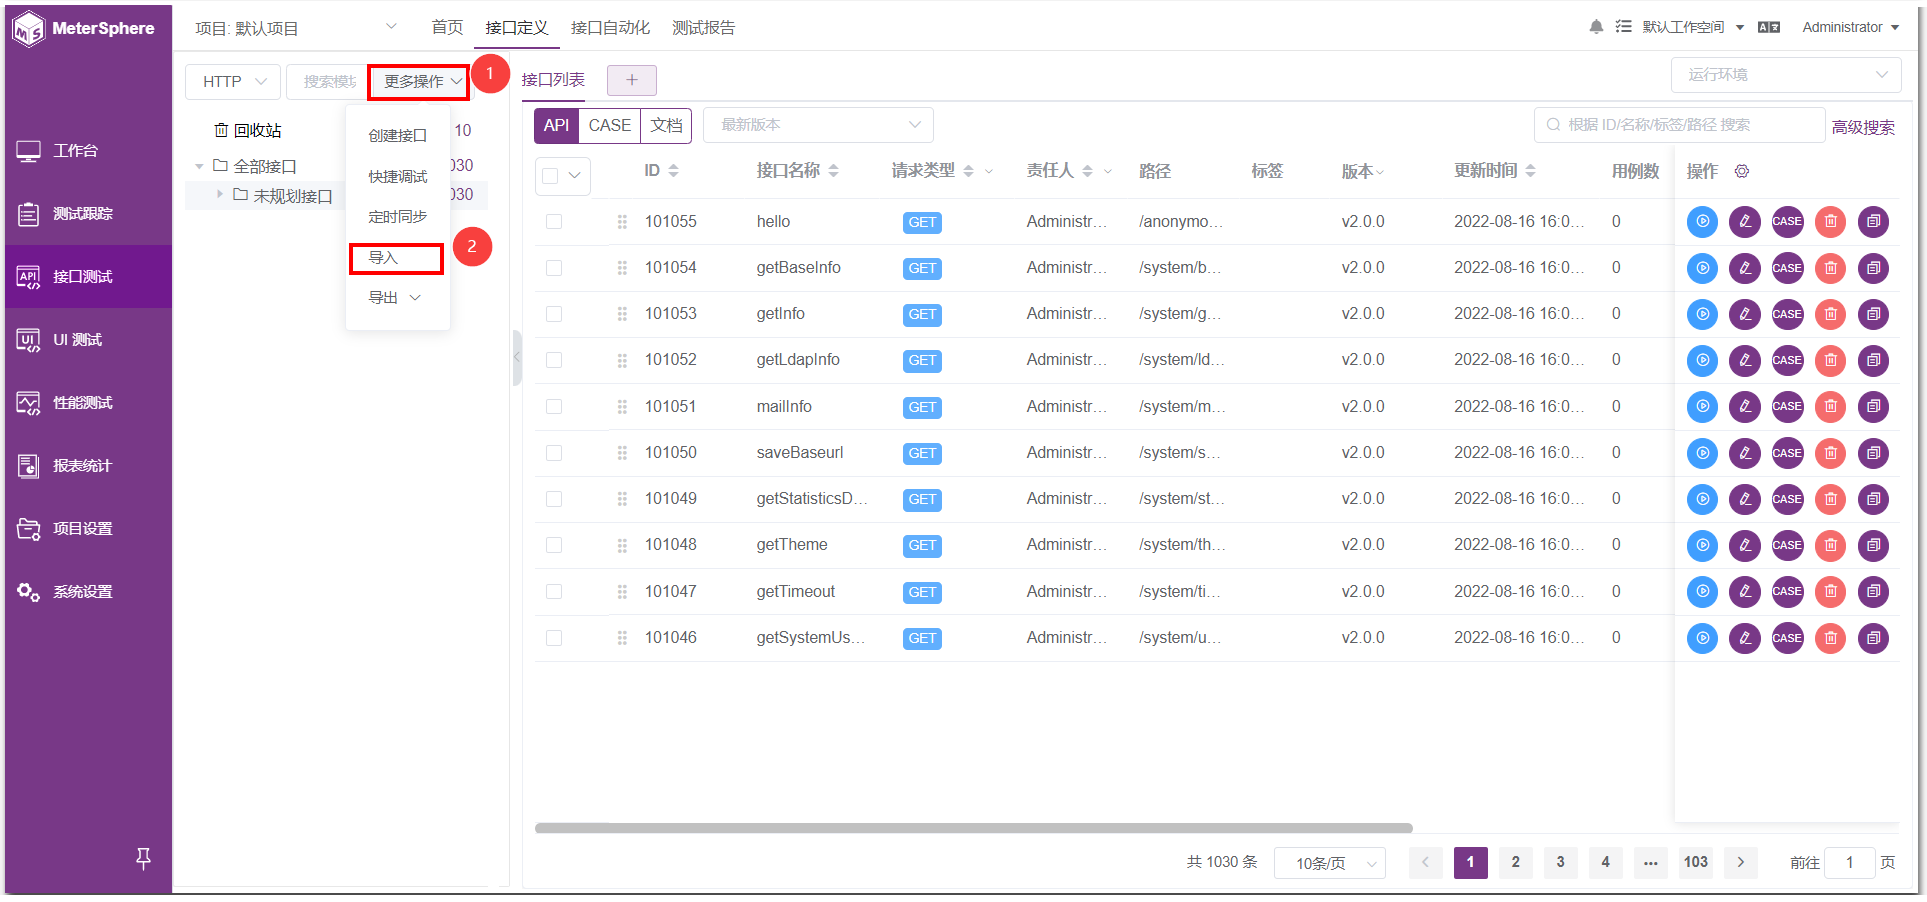 MeterSphere
项目: 默认项目
首页 接口定义 接口自动化 测试报告
默认工作空间
Administrator
工作台
测试跟踪
接口测试
UI 测试
性能测试
报表统计
项目设置
系统设置
HTTP
搜索模块
更多操作
1
回收站 10
全部接口 030
未规划接口 030
创建接口
快捷调试
定时同步
导入
2
导出
接口列表 +
运行环境
API CASE 文档
最新版本
根据 ID/名称/标签/路径 搜索
高级搜索
ID 接口名称 请求类型 责任人 路径 标签 版本 更新时间 用例数 操作
101055 hello GET Administr... /anonymo... v2.0.0 2022-08-16 16:0... 0 CASE
101054 getBaseInfo GET Administr... /system/b... v2.0.0 2022-08-16 16:0... 0 CASE
101053 getInfo GET Administr... /system/g... v2.0.0 2022-08-16 16:0... 0 CASE
101052 getLdapInfo GET Administr... /system/ld... v2.0.0 2022-08-16 16:0... 0 CASE
101051 mailInfo GET Administr... /system/m... v2.0.0 2022-08-16 16:0... 0 CASE
101050 saveBaseurl GET Administr... /system/s... v2.0.0 2022-08-16 16:0... 0 CASE
101049 getStatisticsD... GET Administr... /system/st... v2.0.0 2022-08-16 16:0... 0 CASE
101048 getTheme GET Administr... /system/th... v2.0.0 2022-08-16 16:0... 0 CASE
101047 getTimeout GET Administr... /system/ti... v2.0.0 2022-08-16 16:0... 0 CASE
101046 getSystemUs... GET Administr... /system/u... v2.0.0 2022-08-16 16:0... 0 CASE
共 1030 条 10条/页 1 2 3 4 ... 103 前往 1 页